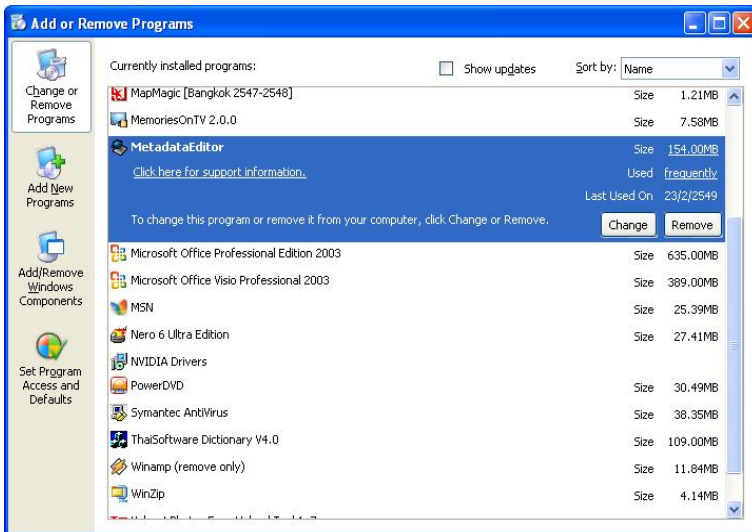 Add or Remove Programs
Change or
Remove
Programs
Add New
Programs
Add/Remove
Windows
Components
Set Program
Access and
Defaults
Currently installed programs:
Show updates
Sort by: Name
MapMagic [Bangkok 2547-2548] Size 1.21MB
MemoriesOnTV 2.0.0 Size 7.58MB
MetadataEditor Size 154.00MB
Click here for support information. Used frequently
Last Used On 23/2/2549
To change this program or remove it from your computer, click Change or Remove. Change Remove
Microsoft Office Professional Edition 2003 Size 635.00MB
Microsoft Office Visio Professional 2003 Size 389.00MB
MSN Size 25.39MB
Nero 6 Ultra Edition Size 27.41MB
NVIDIA Drivers
PowerDVD Size 30.49MB
Symantec AntiVirus Size 38.35MB
ThaiSoftware Dictionary V4.0 Size 109.00MB
Winamp (remove only) Size 11.84MB
WinZip Size 4.14MB